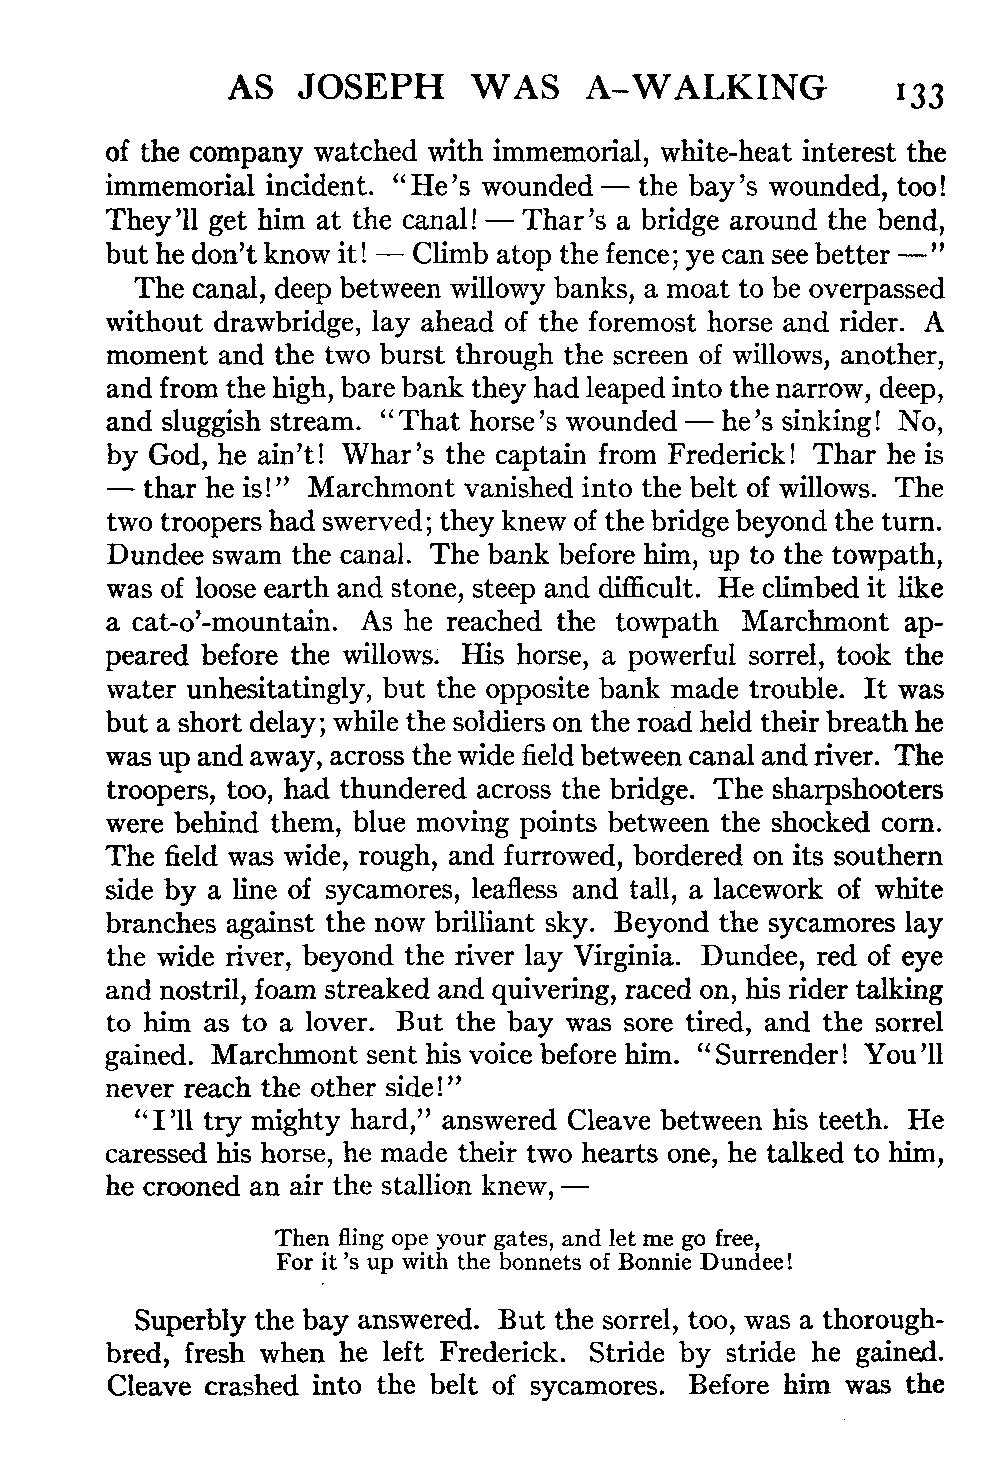 AS JOSEPH WAS A-WALKING 133
of the company watched with immemorial, white-heat interest the
immemorial incident. "He's wounded — the bay's wounded, too!
They'll get him at the canal! — Thar's a bridge around the bend,
but he don't know it! — Climb atop the fence; ye can see better —"
The canal, deep between willowy banks, a moat to be overpassed
without drawbridge, lay ahead of the foremost horse and rider. A
moment and the two burst through the screen of willows, another,
and from the high, bare bank they had leaped into the narrow, deep,
and sluggish stream. "That horse's wounded — he's sinking! No,
by God, he ain't! Whar's the captain from Frederick! Thar he is
— thar he is!" Marchmont vanished into the belt of willows. The
two troopers had swerved; they knew of the bridge beyond the turn.
Dundee swam the canal. The bank before him, up to the towpath,
was of loose earth and stone, steep and difficult. He climbed it like
a cat-o'-mountain. As he reached the towpath Marchmont ap-
peared before the willows. His horse, a powerful sorrel, took the
water unhesitatingly, but the opposite bank made trouble. It was
but a short delay; while the soldiers on the road held their breath he
was up and away, across the wide field between canal and river. The
troopers, too, had thundered across the bridge. The sharpshooters
were behind them, blue moving points between the shocked corn.
The field was wide, rough, and furrowed, bordered on its southern
side by a line of sycamores, leafless and tall, a lacework of white
branches against the now brilliant sky. Beyond the sycamores lay
the wide river, beyond the river lay Virginia. Dundee, red of eye
and nostril, foam streaked and quivering, raced on, his rider talking
to him as to a lover. But the bay was sore tired, and the sorrel
gained. Marchmont sent his voice before him. "Surrender! You'll
never reach the other side!"
"I'll try mighty hard," answered Cleave between his teeth. He
caressed his horse, he made their two hearts one, he talked to him,
he crooned an air the stallion knew, —
Then fling ope your gates, and let me go free,
For it's up with the bonnets of Bonnie Dundee!
Superbly the bay answered. But the sorrel, too, was a thorough-
bred, fresh when he left Frederick. Stride by stride he gained.
Cleave crashed into the belt of sycamores. Before him was the